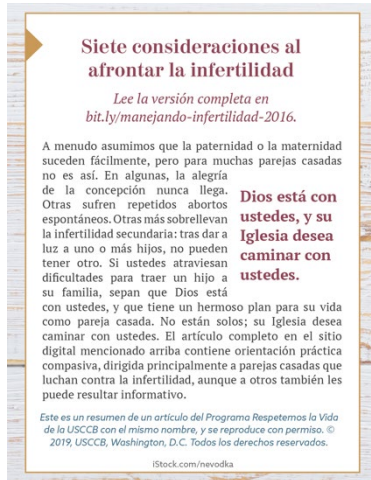 Siete consideraciones al
afrontar la infertilidad
Lee la versión completa en
bit.ly/manejando-infertilidad-2016.
A menudo asumimos que la paternidad o la maternidad
suceden fácilmente, pero para muchas parejas casadas
no es así. En algunas, la alegría
de la concepción nunca llega.
Otras sufren repetidos abortos
espontáneos. Otras más sobrellevan
la infertilidad secundaria: tras dar a
luz a uno o más hijos, no pueden
tener otro. Si ustedes atraviesan
dificultades para traer un hijo a
su familia, sepan que Dios está
Dios está con
ustedes, y su
Iglesia desea
caminar con
ustedes.
con ustedes, y que tiene un hermoso plan para su vida
como pareja casada. No están solos; su Iglesia desea
caminar con ustedes. El artículo completo en el sitio
digital mencionado arriba contiene orientación práctica
compasiva, dirigida principalmente a parejas casadas que
luchan contra la infertilidad, aunque a otros también les
puede resultar informativo.
Este es un resumen de un artículo del Programa Respetemos la Vida
de la USCCB con el mismo nombre, y se reproduce con permiso. ©
2019, USCCB, Washington, D.C. Todos los derechos reservados.
iStock.com/nevodka